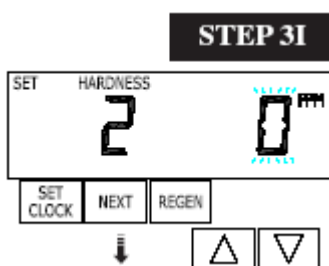 STEP 3I
SET HARDNESS
2 0 PPM
SET CLOCK NEXT REGEN